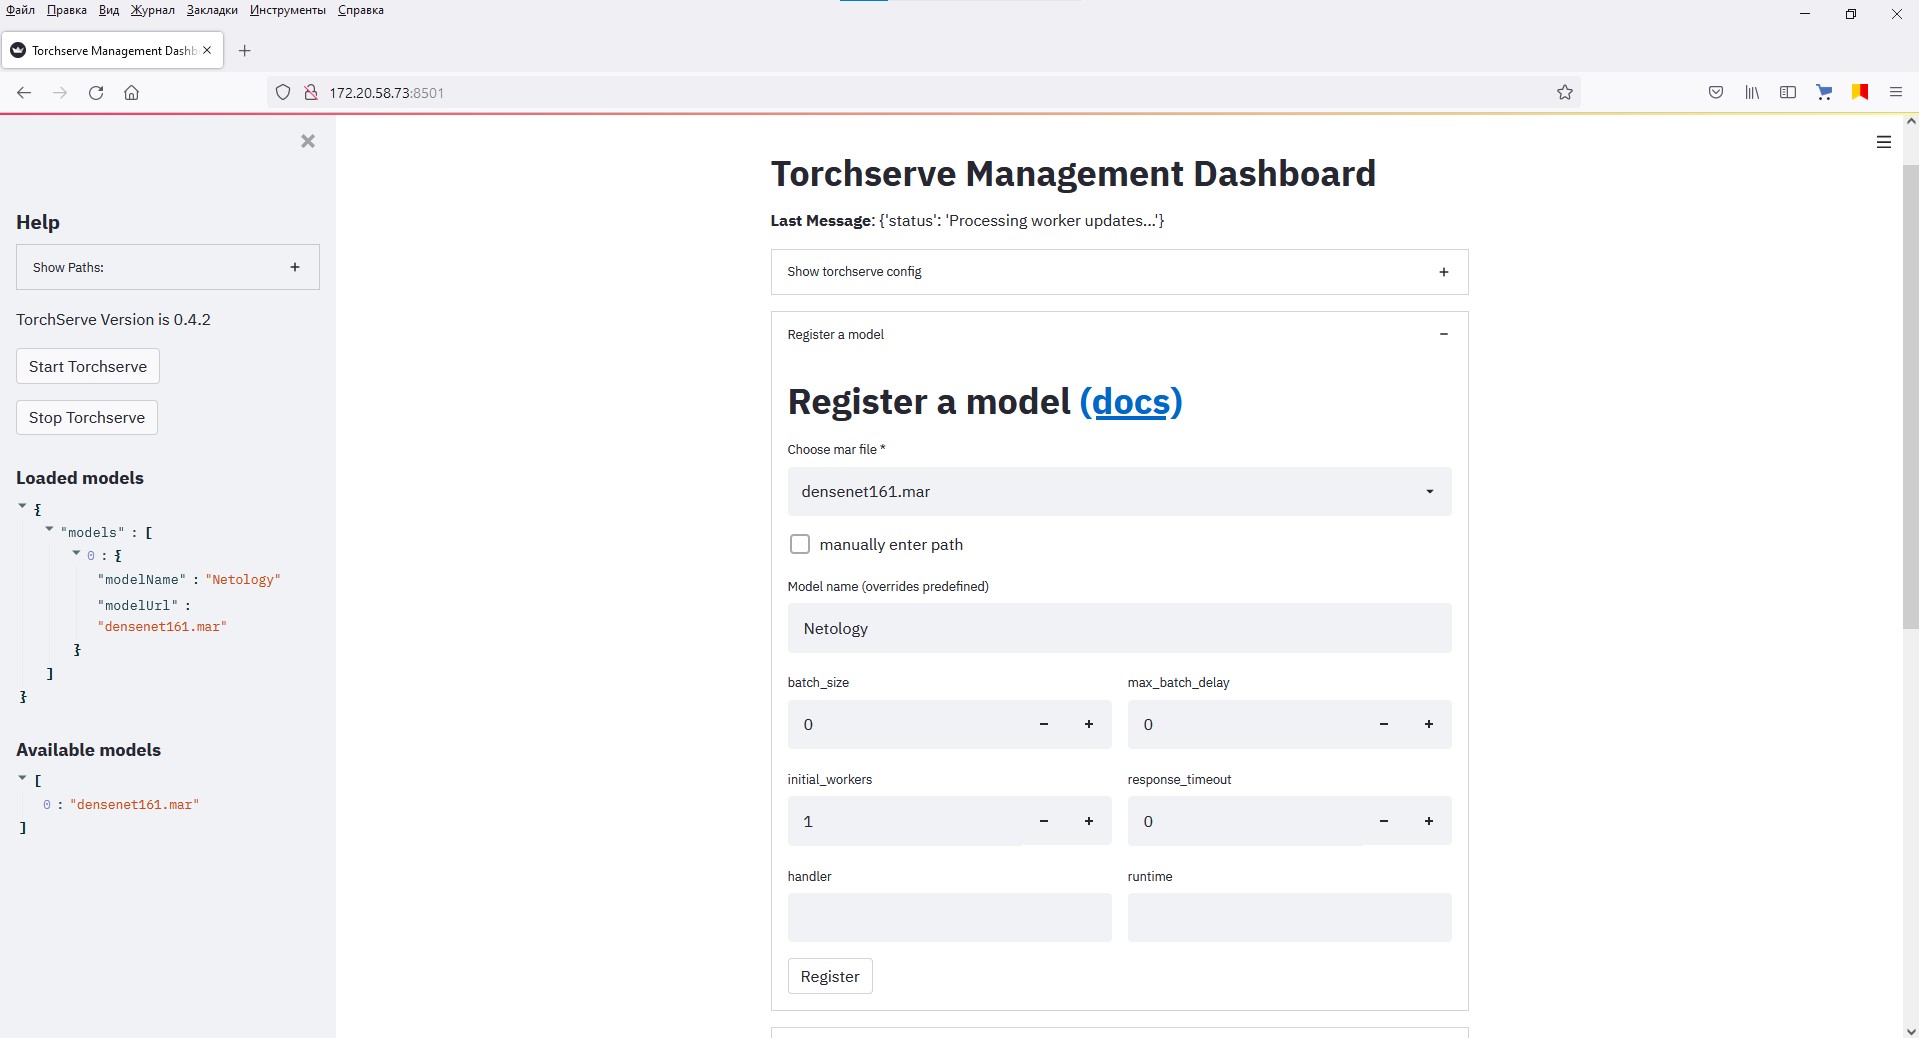 Файл Правка Вид Журнал Закладки Инструменты Справка
Torchserve Management Dashb
172.20.58.73:8501
Help
Show Paths:
TorchServe Version is 0.4.2
Start Torchserve
Stop Torchserve
Loaded models
{
"models" : [
0 : {
"modelName" : "Netology"
"modelUrl" :
"densenet161.mar"
}
]
}
Available models
[
0 : "densenet161.mar"
]
Torchserve Management Dashboard
Last Message: {'status': 'Processing worker updates...'}
Show torchserve config
Register a model
Register a model (docs)
Choose mar file *
densenet161.mar
manually enter path
Model name (overrides predefined)
Netology
batch_size max_batch_delay
0 - + 0 - +
initial_workers response_timeout
1 - + 0 - +
handler runtime
Register